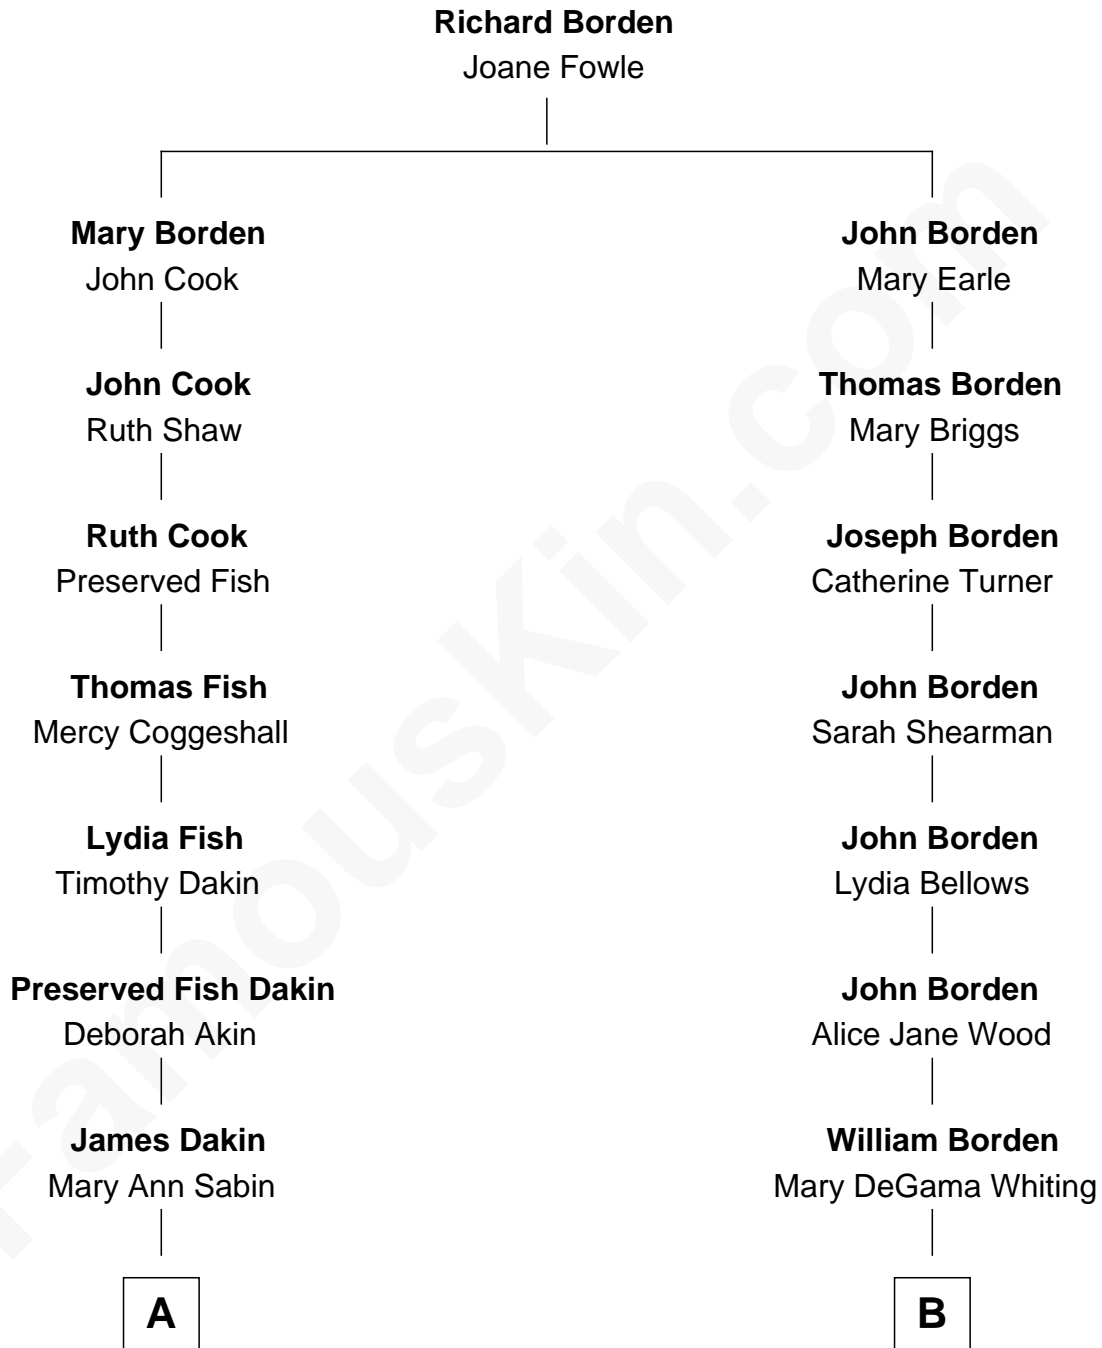 Richard Borden
Joane Fowle
Mary Borden
John Cook
John Borden
Mary Earle
John Cook
Ruth Shaw
Thomas Borden
Mary Briggs
Ruth Cook
Preserved Fish
Joseph Borden
Catherine Turner
Thomas Fish
Mercy Coggeshall
John Borden
Sarah Shearman
Lydia Fish
Timothy Dakin
John Borden
Lydia Bellows
Preserved Fish Dakin
Deborah Akin
John Borden
Alice Jane Wood
James Dakin
Mary Ann Sabin
William Borden
Mary DeGama Whiting
A
B
FamousKin.com